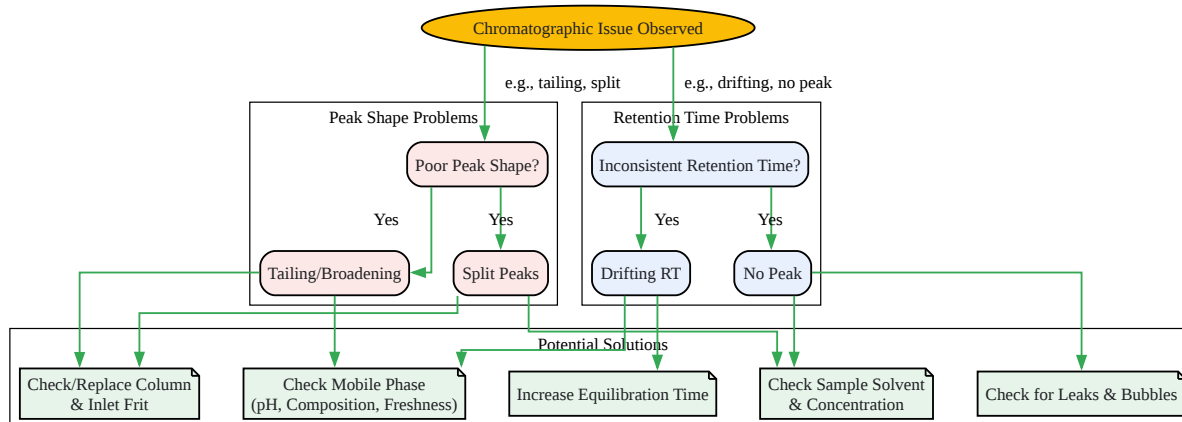 Chromatographic Issue Observed
e.g., tailing, split
e.g., drifting, no peak
Peak Shape Problems
Retention Time Problems
Poor Peak Shape?
Inconsistent Retention Time?
Yes
Yes
Yes
Yes
Tailing/Broadening
Split Peaks
Drifting RT
No Peak
Potential Solutions
Check/Replace Column
& Inlet Frit
Check Mobile Phase
(pH, Composition, Freshness)
Increase Equilibration Time
Check Sample Solvent
& Concentration
Check for Leaks & Bubbles